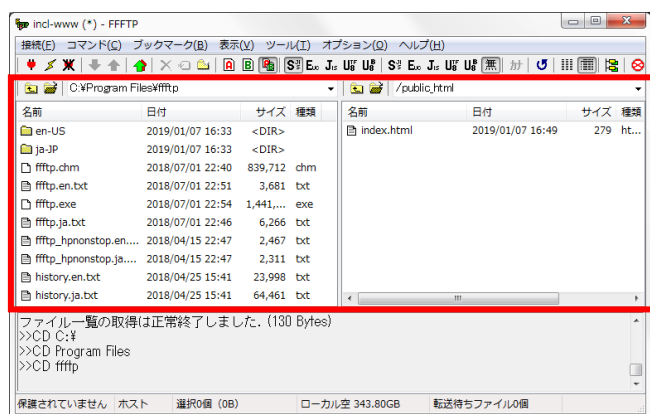 incl-www (*) - FFFTP
接続(F) コマンド(C) ブックマーク(B) 表示(V) ツール(T) オプション(O) ヘルプ(H)
C:¥Program Files¥ffftp
/public_html
名前 日付 サイズ 種類
en-US 2019/01/07 16:33 <DIR>
ja-JP 2019/01/07 16:33 <DIR>
ffftp.chm 2018/07/01 22:40 839,712 chm
ffftp.en.txt 2018/07/01 22:51 3,681 txt
ffftp.exe 2018/07/01 22:54 1,441,... exe
ffftp.ja.txt 2018/07/01 22:46 6,266 txt
ffftp_hpnonstop.en.... 2018/04/15 22:47 2,467 txt
ffftp_hpnonstop.ja.... 2018/04/15 22:47 2,311 txt
history.en.txt 2018/04/25 15:41 23,998 txt
history.ja.txt 2018/04/25 15:41 64,461 txt
名前 日付 サイズ 種類
index.html 2019/01/07 16:49 279 ht...
ファイル一覧の取得は正常終了しました. (130 Bytes)
>>CD C:¥
>>CD Program Files
>>CD ffftp
保護されていません ホスト 選択0個 (0B) ローカル空 343.80GB 転送待ちファイル0個